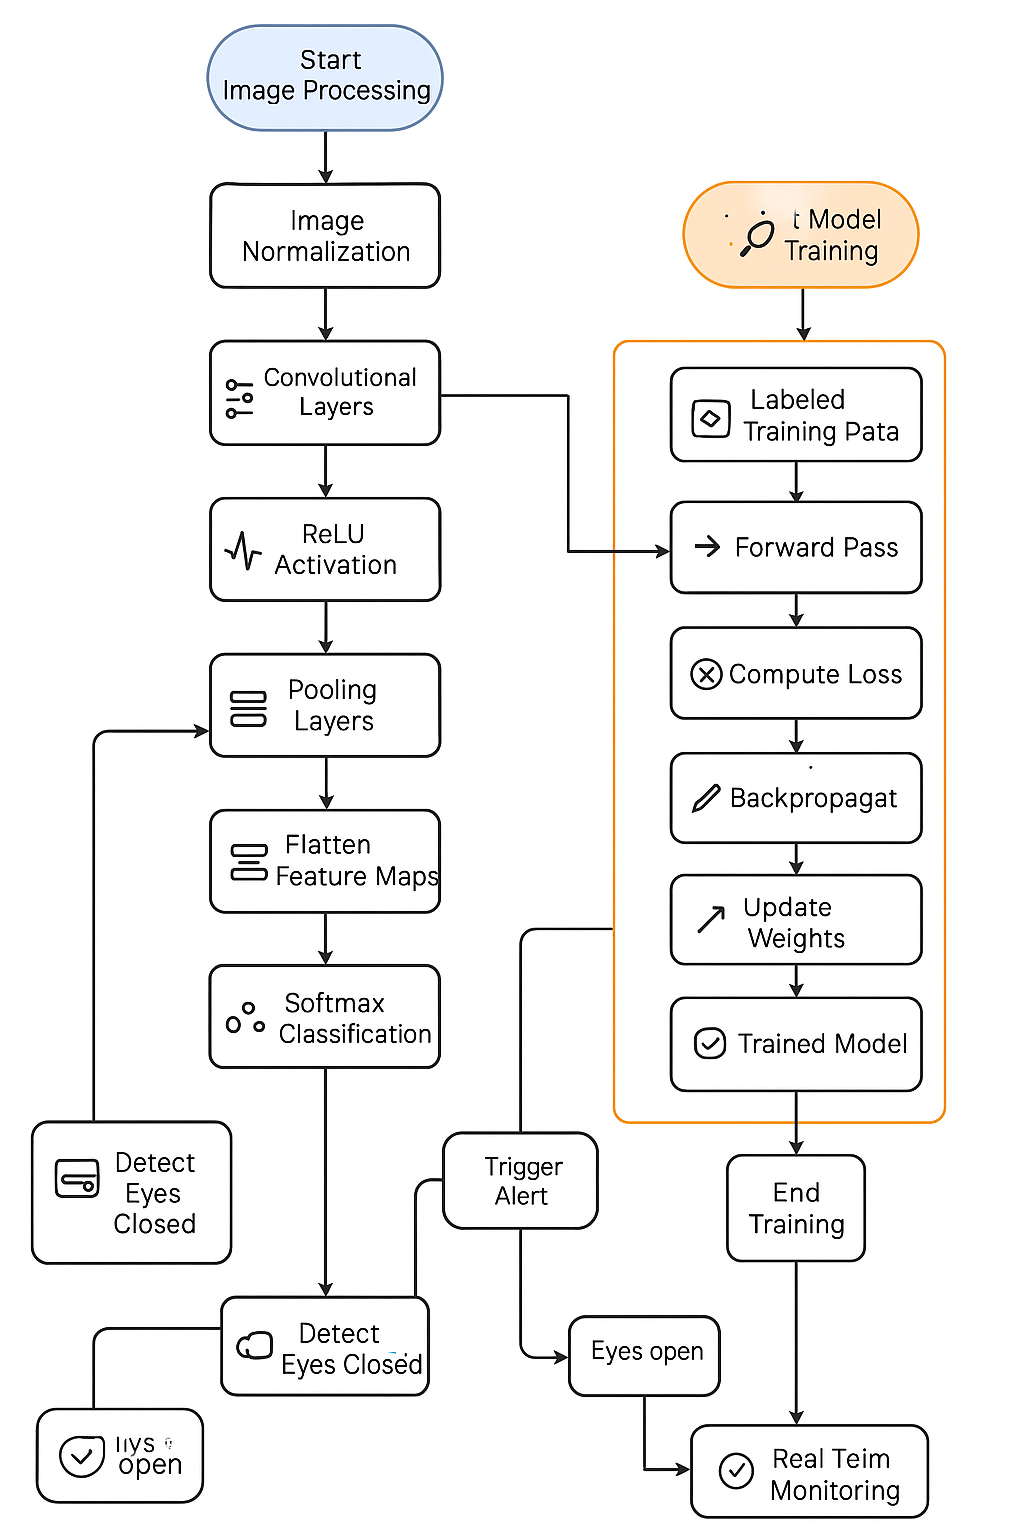 Start
Image Processing
Image
Normalization
Convolutional
Layers
ReLU
Activation
Pooling
Layers
Flatten
Feature Maps
Softmax
Classification
Detect
Eyes
Closed
Detect
Eyes Closed
open
Trigger
Alert
Eyes open
t Model
Training
Labeled
Training Pata
Forward Pass
Compute Loss
Backpropagat
Update
Weights
Trained Model
End
Training
Real Teim
Monitoring